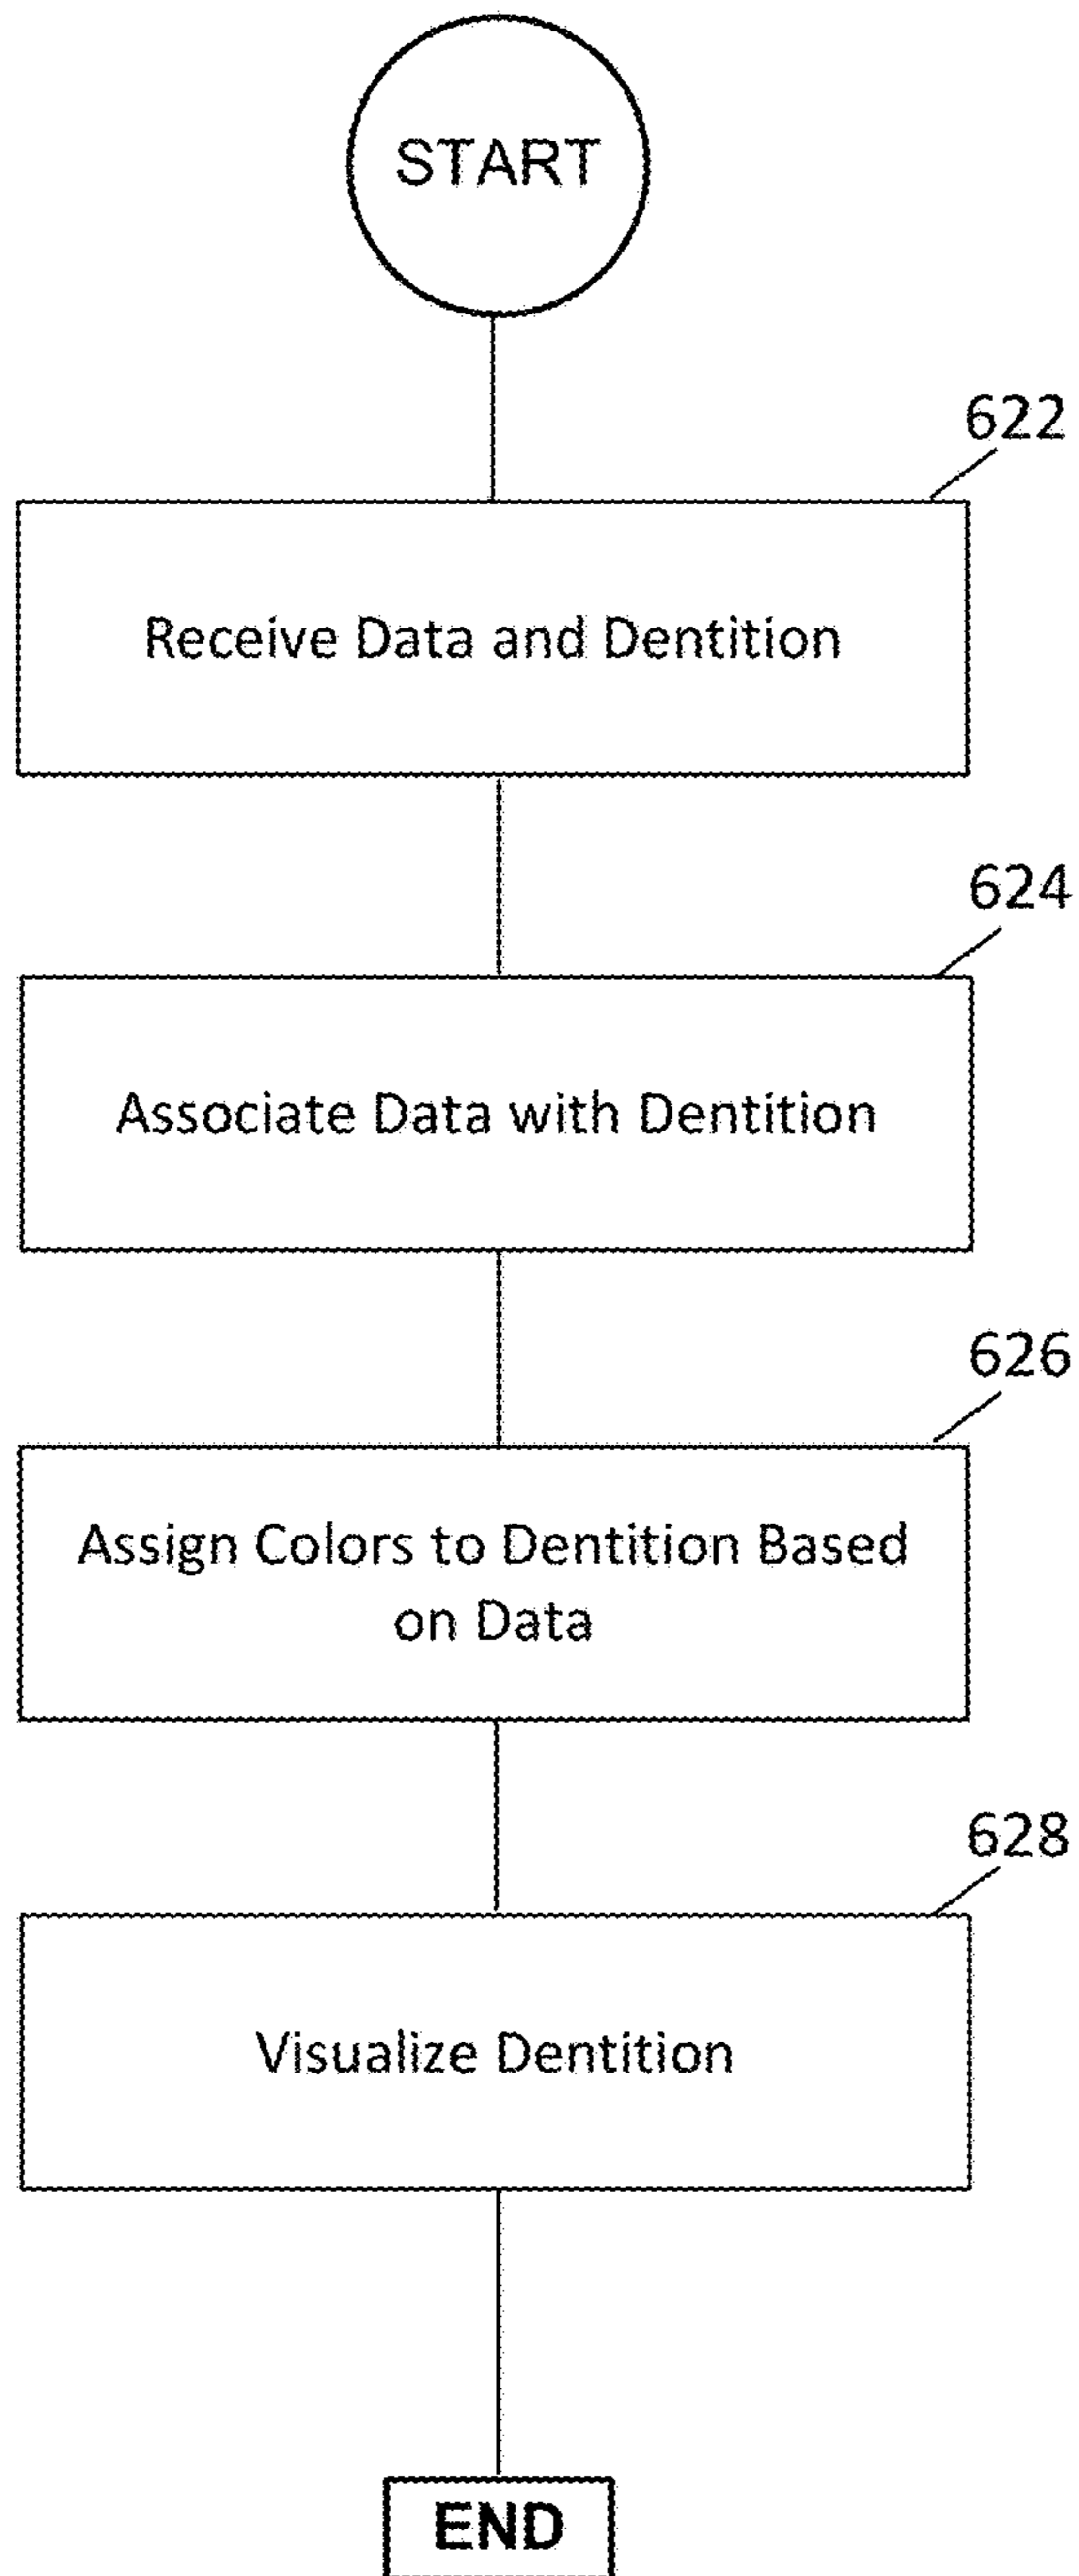 START
622
Receive Data and Dentition
624
Associate Data with Dentition
626
Assign Colors to Dentition Based
on Data
628
Visualize Dentition
END